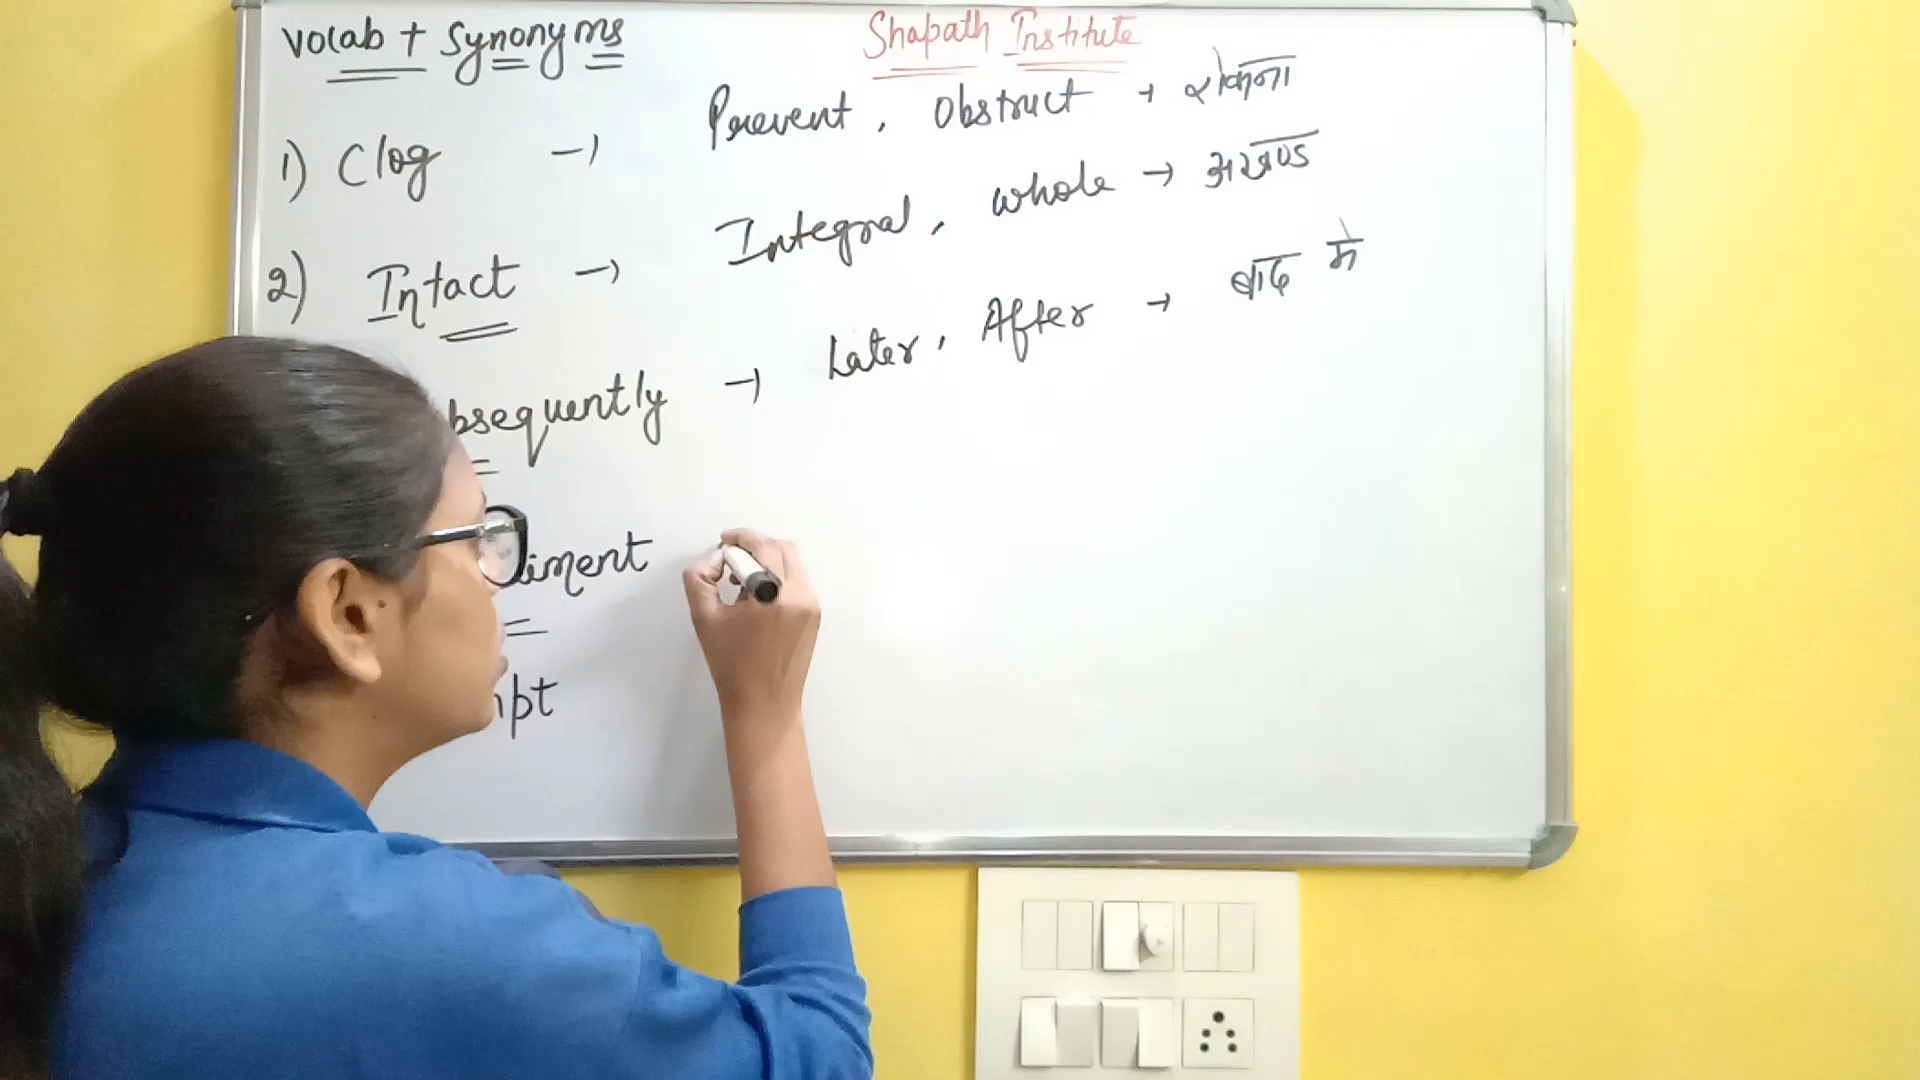 Vocab + Synonyms
Shapath Institute
1) Clog → Prevent, Obstruct → रोकना
2) Intact → Integral, whole → अखण्ड
bsequently → Later, After → बाद में
iment
pt